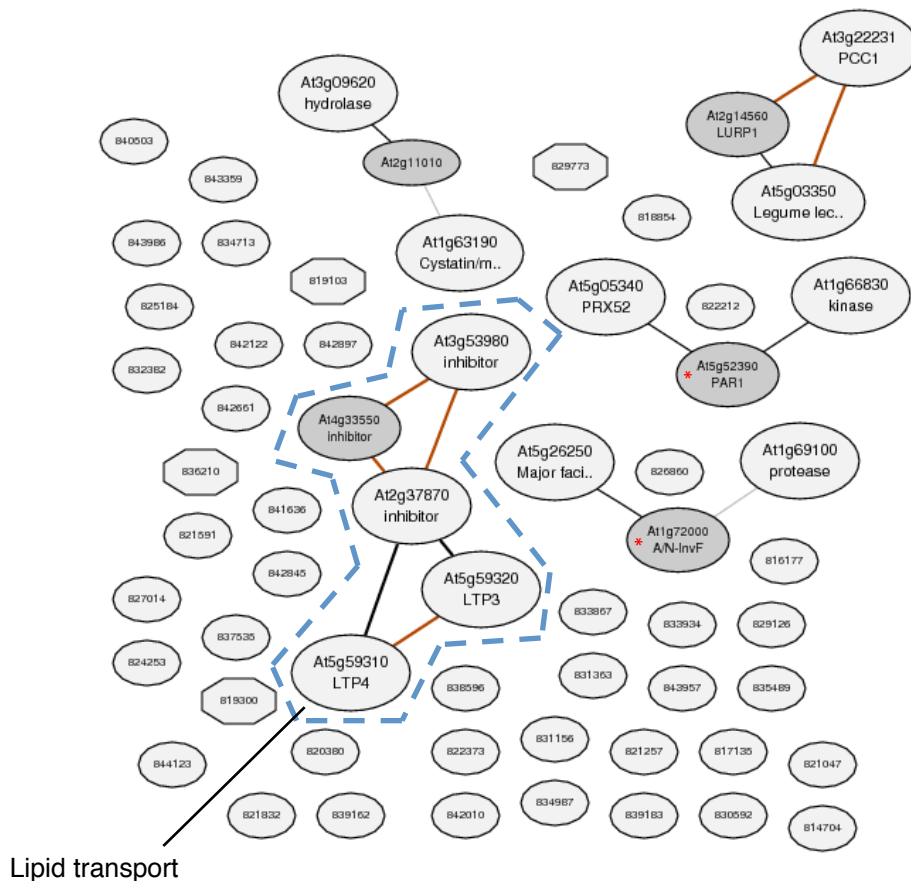 At3g22231
PCC1
At3g09620
hydrolase
At2g14560
LURP1
840503
At2g11010
829773
843359
At5g03350
Legume lec..
818854
843986
834713
At1g63190
Cystatin/m..
819103
At5g05340
PRX52
822212
At1g66830
kinase
825184
842122
842897
At3g53980
inhibitor
832382
* At5g52390
PAR1
842661
At4g33550
inhibitor
836210
At5g26250
Major faci..
826860
At1g69100
protease
841636
At2g37870
inhibitor
821591
* At1g72000
A/N-InvF
816177
842845
827014
At5g59320
LTP3
833867
833934
829126
837535
824253
At5g59310
LTP4
838596
831363
843957
835489
819300
844123
820380
822373
831156
821257
817135
821047
821832
839162
842010
834987
839183
830592
814704
Lipid transport